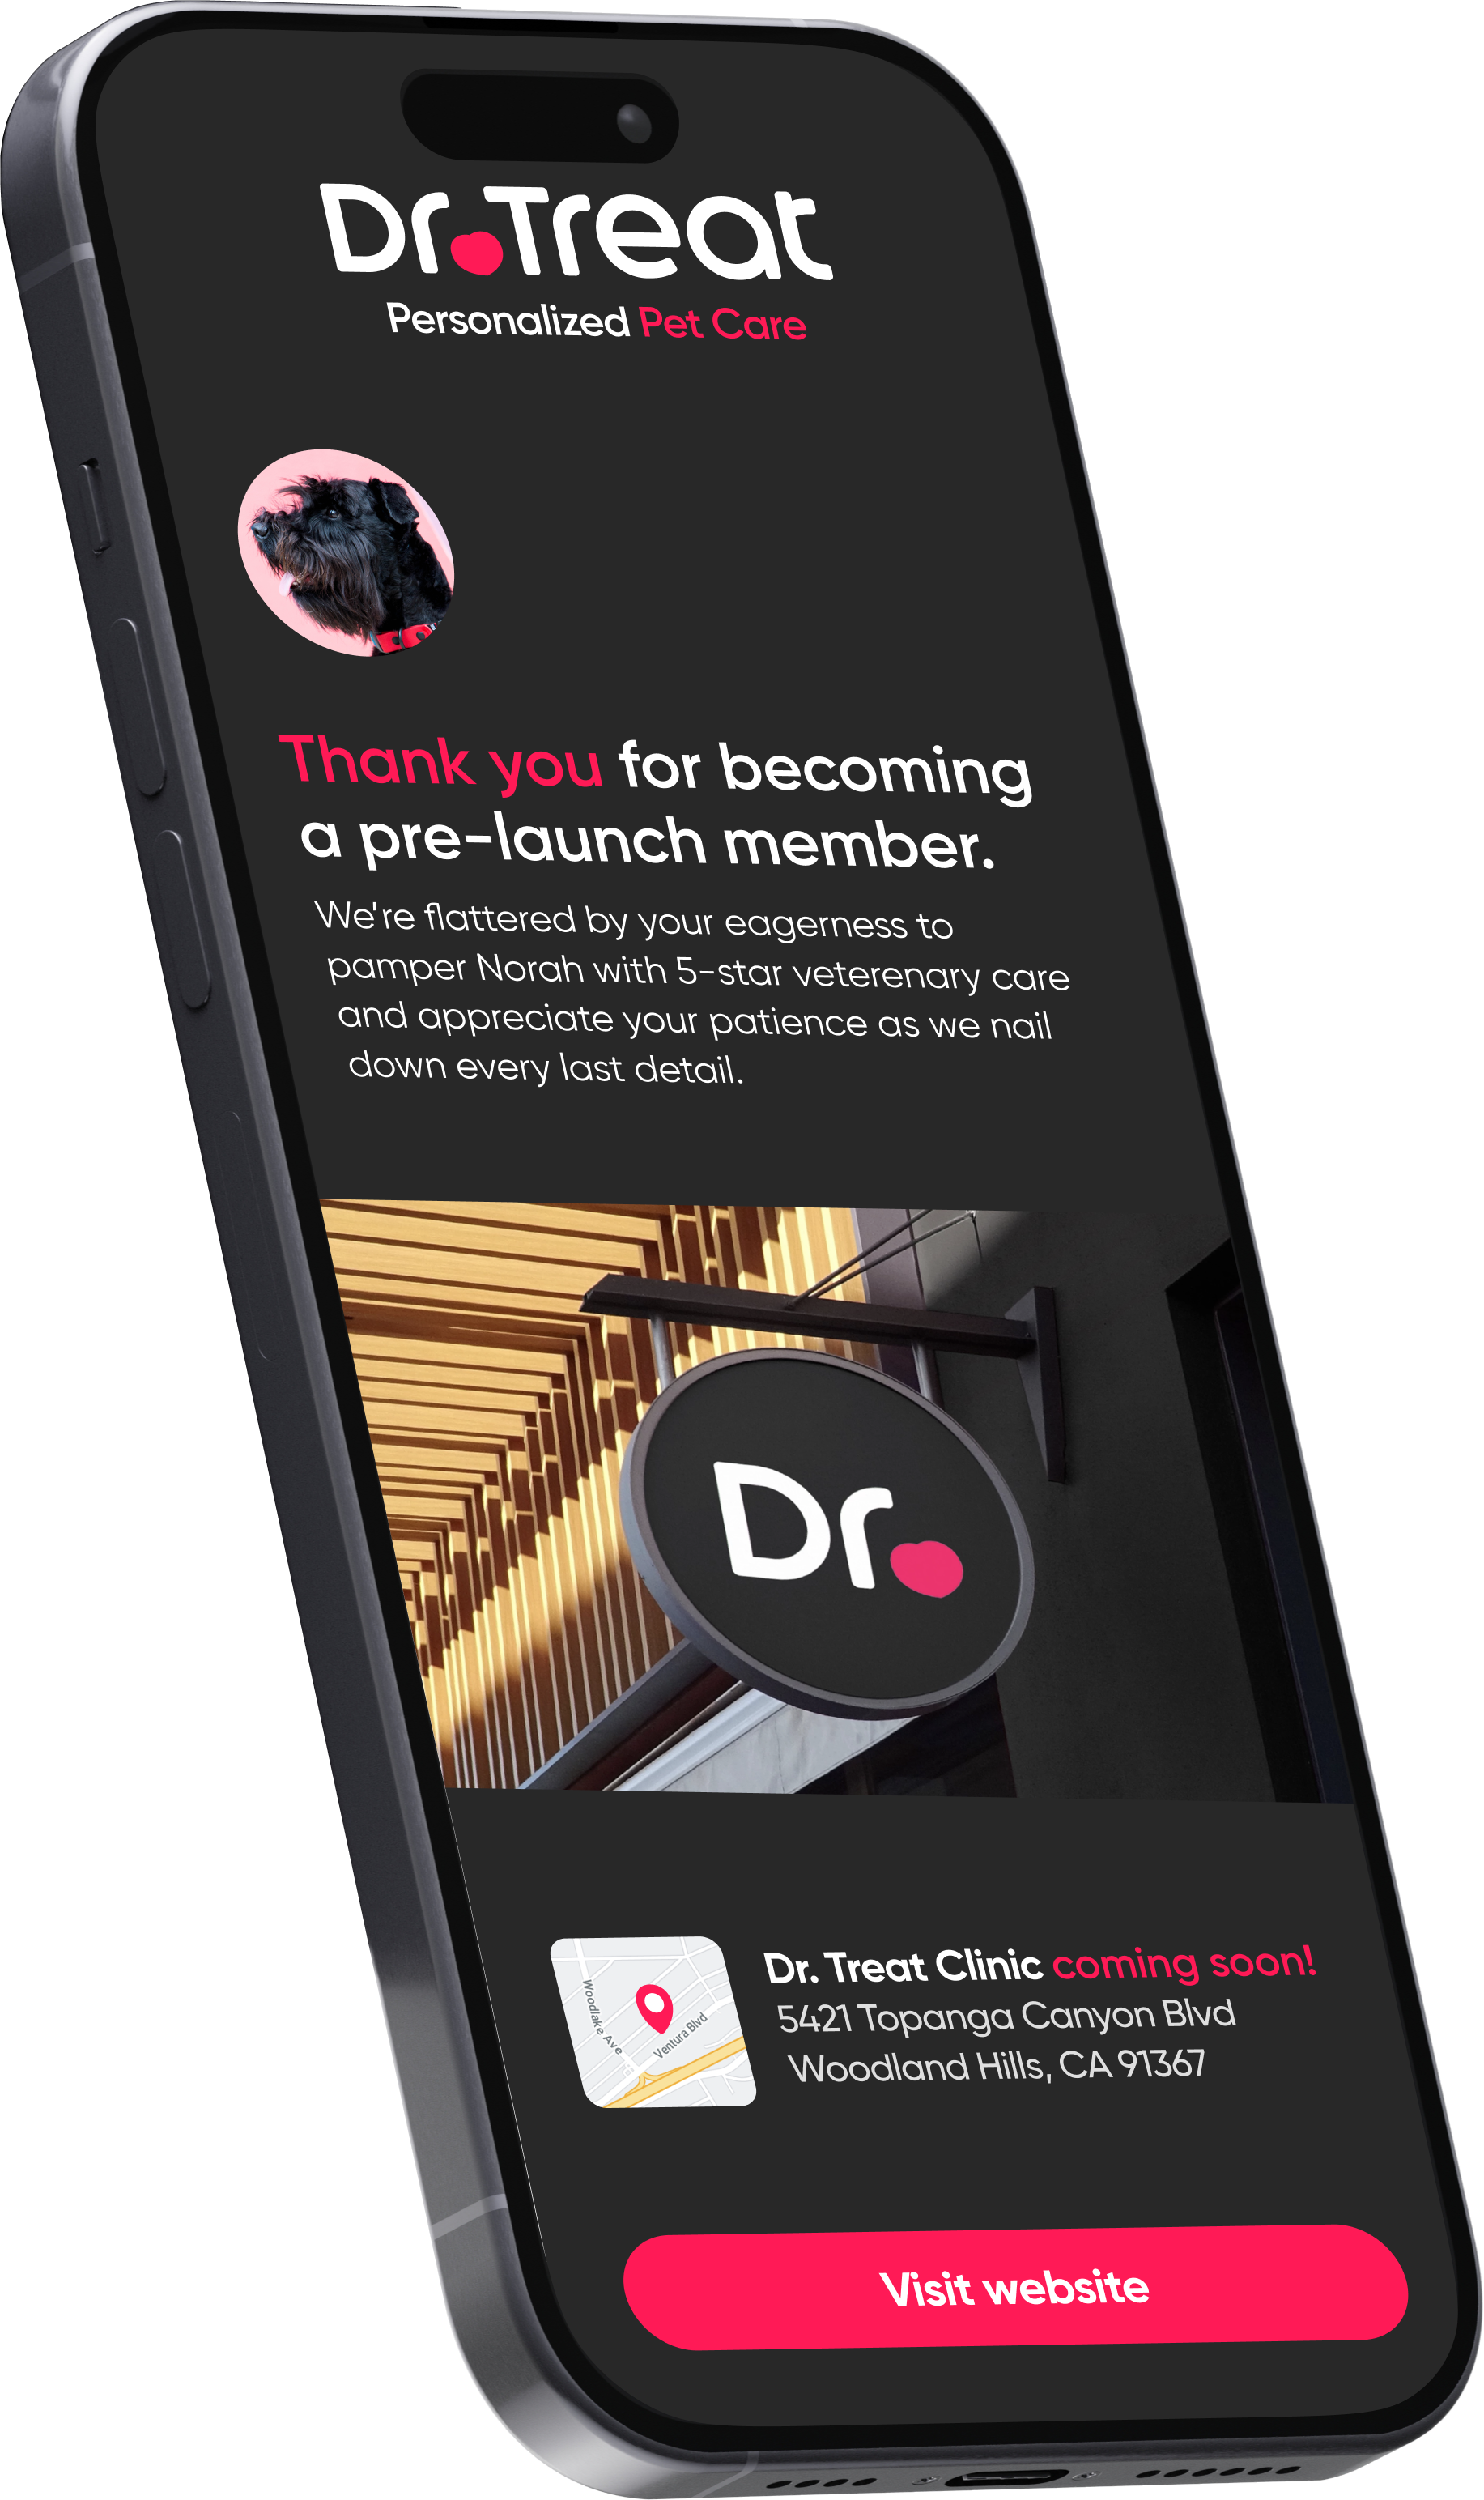 Dr.Treat
Personalized Pet Care
Thank you for becoming
a pre-launch member.
We're flattered by your eagerness to
pamper Norah with 5-star veterenary care
and appreciate your patience as we nail
down every last detail.
Dr.
Woodlake Ave
Ventura Blvd
Dr. Treat Clinic coming soon!
5421 Topanga Canyon Blvd
Woodland Hills, CA 91367
Visit website